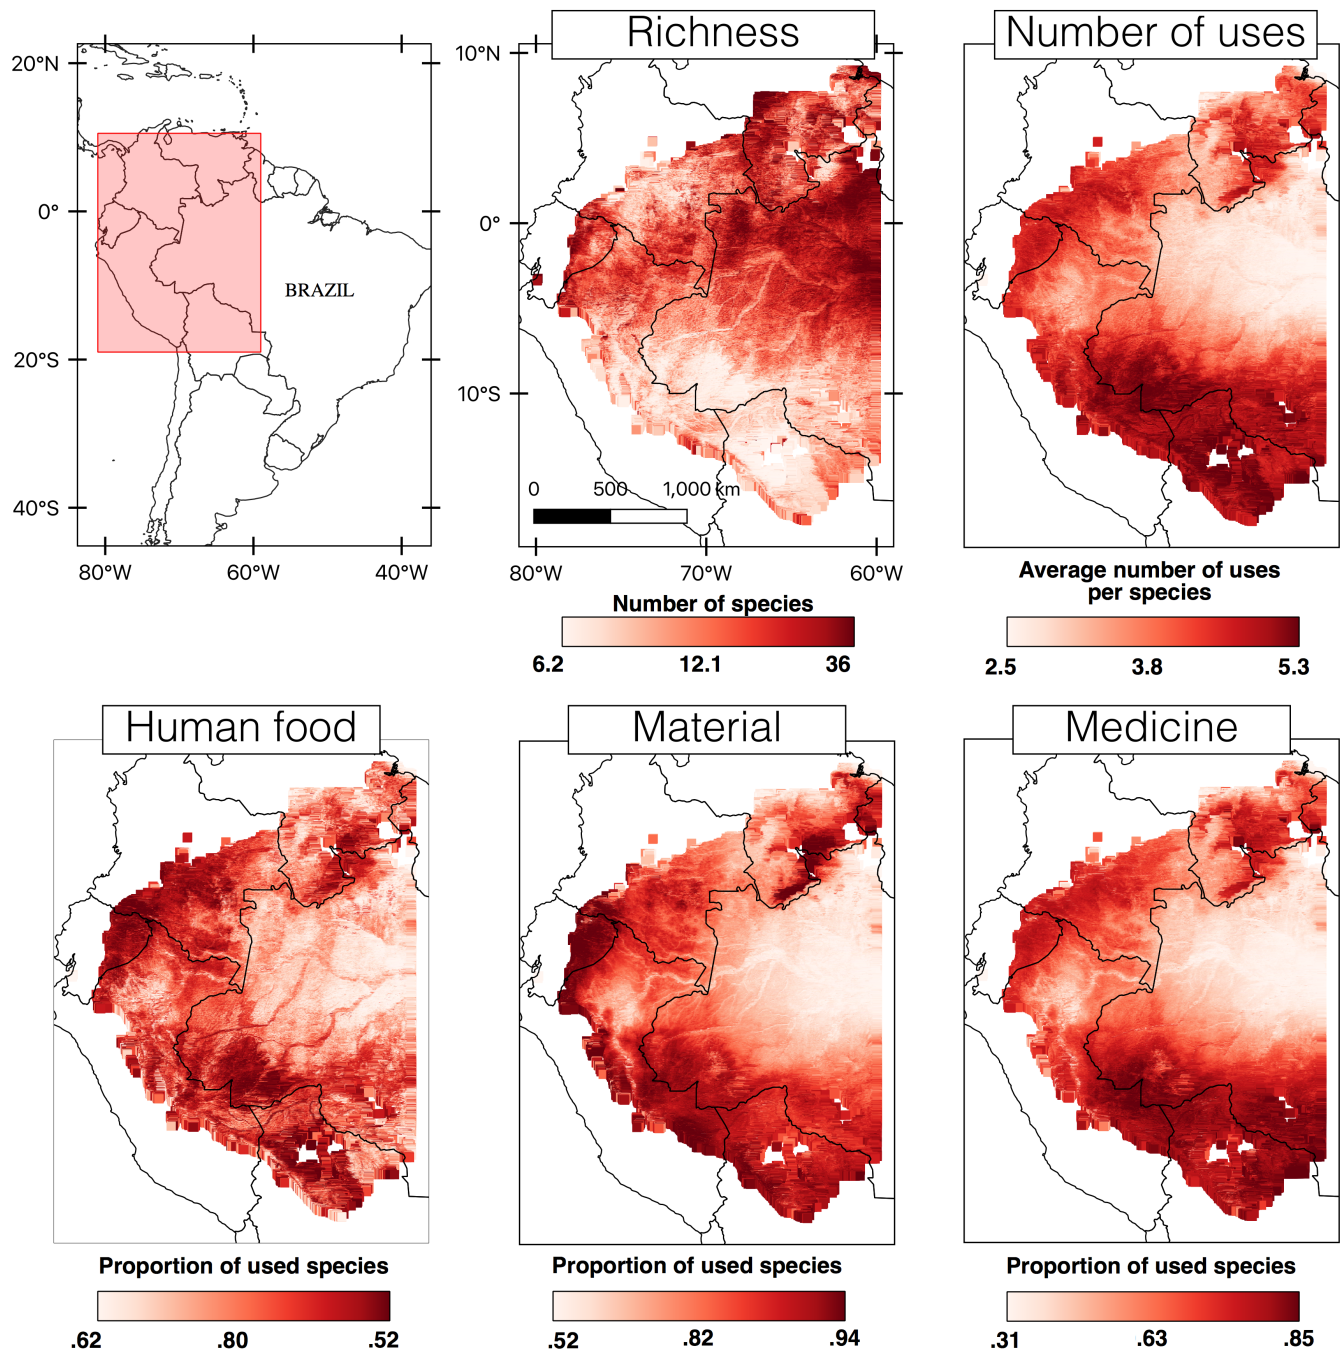 Richness
Number of uses
20°N
0°
20°S
40°S
BRAZIL
80°W
60°W
40°W
10°N
0°
10°S
0
500
1,000 km
80°W
70°W
60°W
Number of species
6.2
12.1
36
Average number of uses
per species
2.5
3.8
5.3
Human food
Material
Medicine
Proportion of used species
.62
.80
.52
Proportion of used species
.52
.82
.94
Proportion of used species
.31
.63
.85